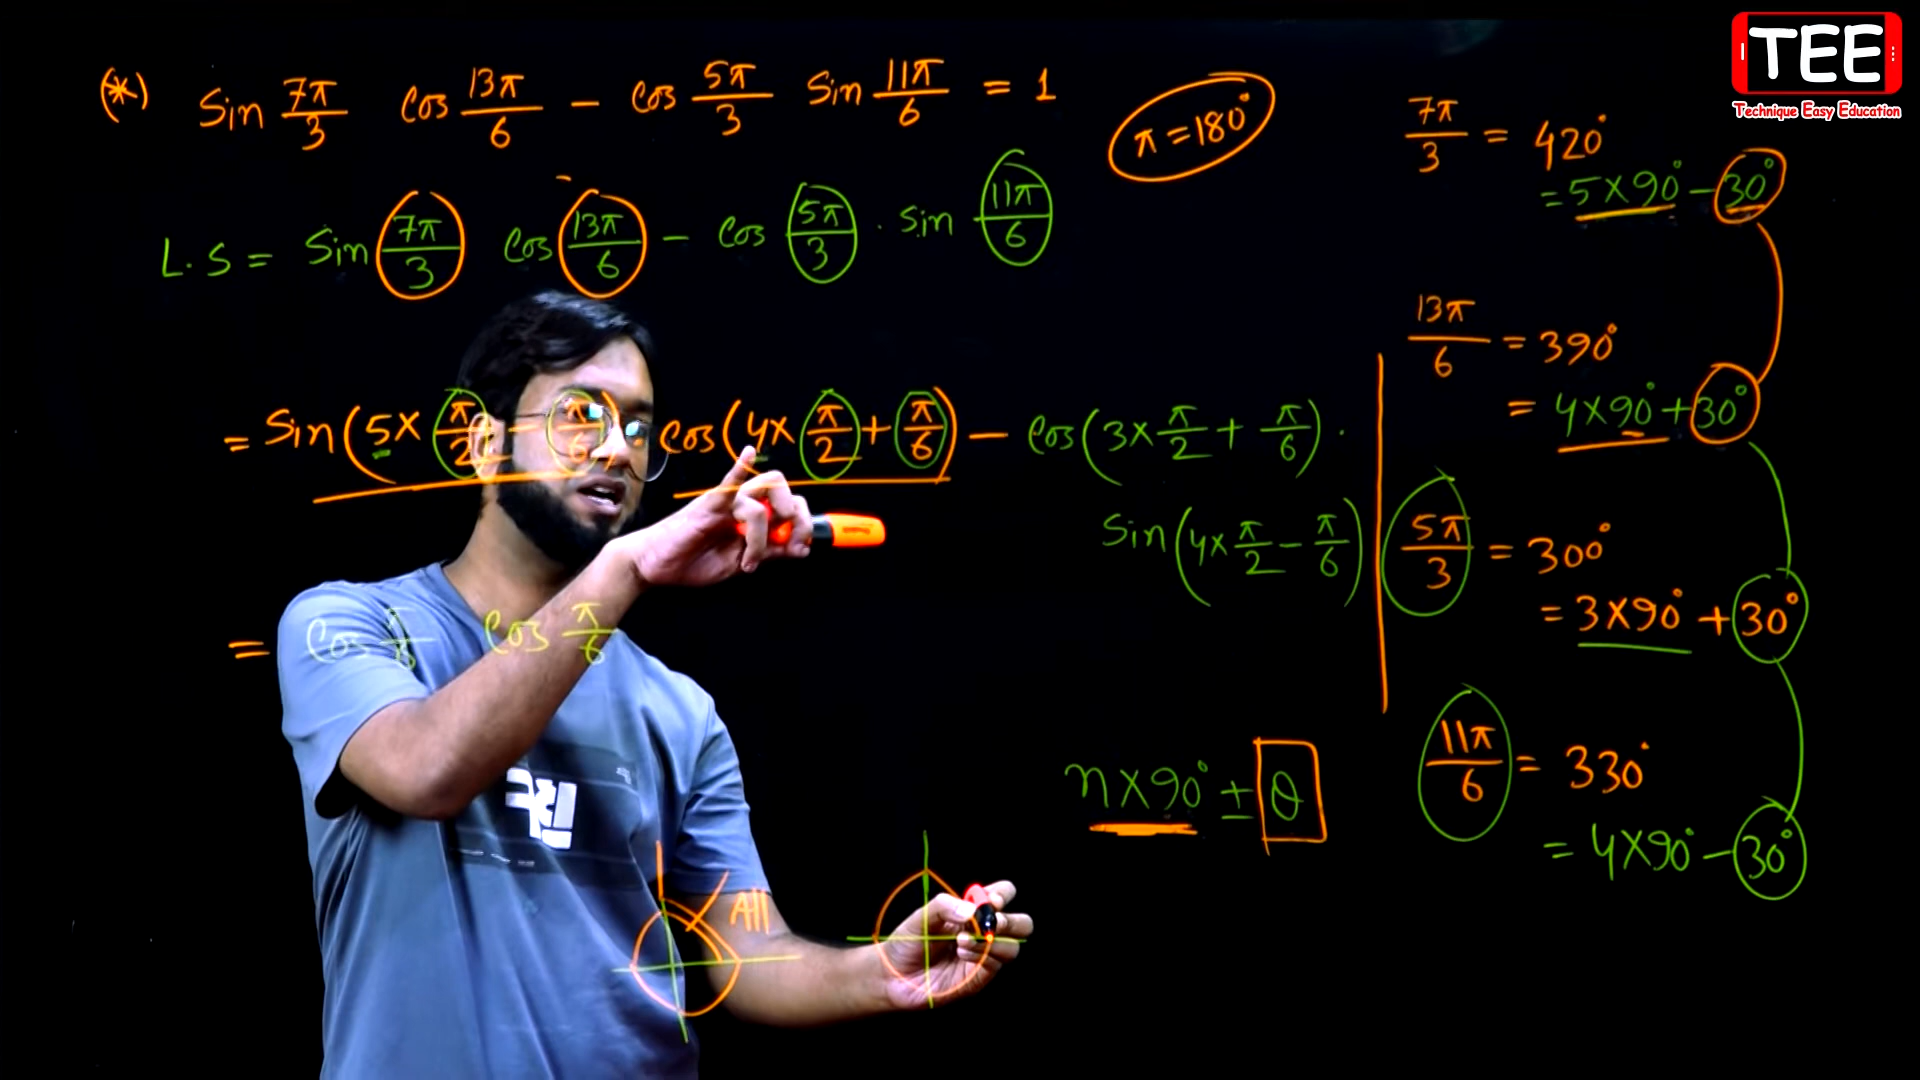 TEE
Technique Easy Education
(*) Sin 7π/3 Cos 13π/6 - Cos 5π/3 Sin 11π/6 = 1
π = 180°
L.S = Sin 7π/3 Cos 13π/6 - Cos 5π/3 . Sin 11π/6
= Sin(5×π/2 - π/6) Cos(4×π/2 + π/6) - Cos(3×π/2 + π/6) .
Sin(4×π/2 - π/6)
= Cos π/6 Cos π/6
All
n×90° ± θ
7π/3 = 420°
= 5×90° - 30°
13π/6 = 390°
= 4×90° + 30°
5π/3 = 300°
= 3×90° + 30°
11π/6 = 330°
= 4×90° - 30°